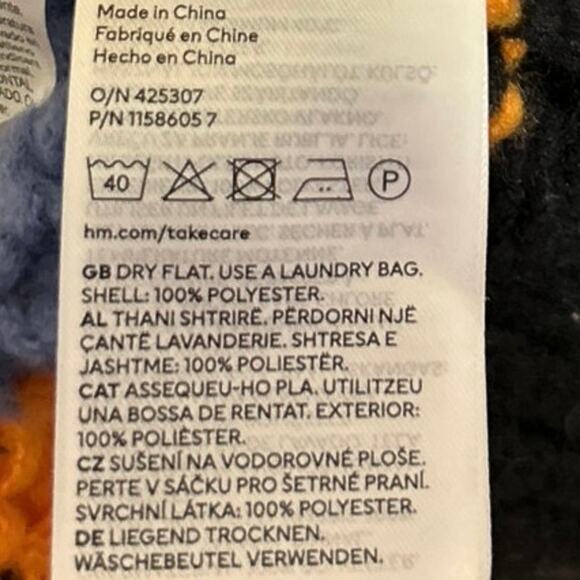 Made in China
Fabriqué en Chine
Hecho en China
O/N 425307
P/N 1158605 7
40
P
hm.com/takecare
GB DRY FLAT. USE A LAUNDRY BAG.
SHELL: 100% POLYESTER.
AL THANI SHTRIRË. PËRDORNI NJË
ÇANTË LAVANDERIE. SHTRESA E
JASHTME: 100% POLIESTËR.
CAT ASSEQUEU-HO PLA. UTILITZEU
UNA BOSSA DE RENTAT. EXTERIOR:
100% POLIÈSTER.
CZ SUŠENÍ NA VODOROVNÉ PLOŠE.
PERTE V SÁČKU PRO ŠETRNÉ PRANÍ.
SVRCHNÍ LÁTKA: 100% POLYESTER.
DE LIEGEND TROCKNEN.
WÄSCHEBEUTEL VERWENDEN.